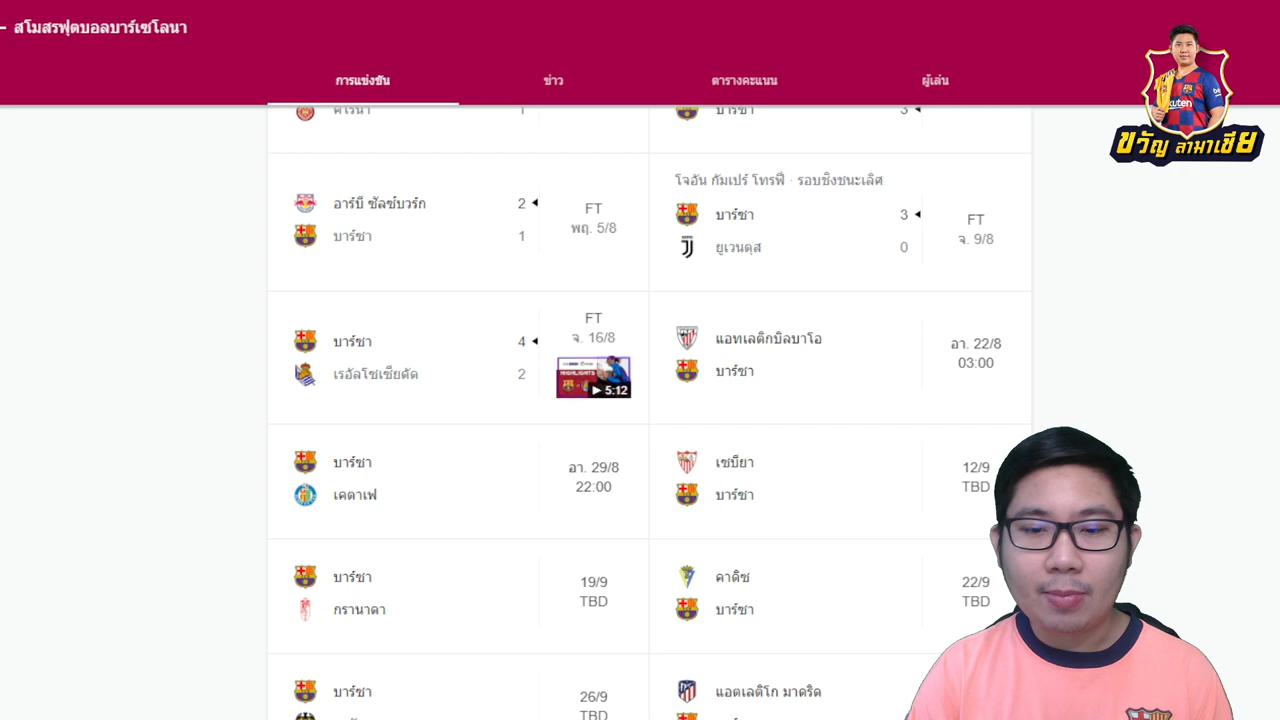 สโมสรฟุตบอลบาร์เซโลนา
การแข่งขัน
ข่าว
ตารางคะแนน
ผู้เล่น
ขวัญ ลามาเซีย
1
บาร์ซา
3
อาร์บี ซัลซ์บวร์ก
2
บาร์ซา
1
FT
พฤ. 5/8
โจอัน กัมเปร์ โทรฟี่ · รอบชิงชนะเลิศ
บาร์ซา
3
ยูเวนตุส
0
FT
จ. 9/8
บาร์ซา
4
เรอัลโซเซียดัด
2
FT
จ. 16/8
HIGHLIGHTS
5:12
แอทเลติกบิลบาโอ
บาร์ซา
อา. 22/8
03:00
บาร์ซา
เคตาเฟ
อา. 29/8
22:00
เซบิยา
บาร์ซา
12/9
TBD
บาร์ซา
กรานาดา
19/9
TBD
คาดิซ
บาร์ซา
22/9
TBD
บาร์ซา
26/9
TBD
แอตเลติโก มาดริด